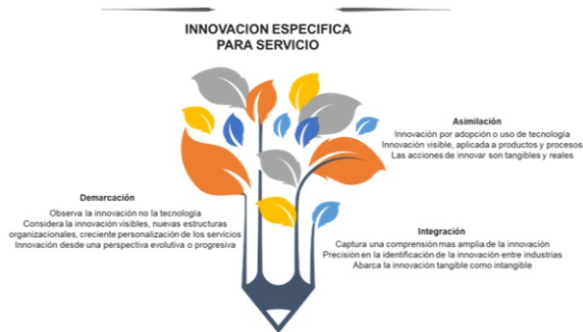 INNOVACION ESPECIFICA
PARA SERVICIO
Asimilación
Innovación por adopción o uso de tecnología
Innovación visible, aplicada a productos y procesos
Las acciones de innovar son tangibles y reales
Demarcación
Observa la innovación no la tecnología
Considera la innovación visibles, nuevas estructuras
organizacionales, creciente personalización de los servicios
Innovación desde una perspectiva evolutiva o progresiva
Integración
Captura una comprensión mas amplia de la innovación
Precisión en la identificación de la innovación entre industrias
Abarca la innovación tangible como intangible